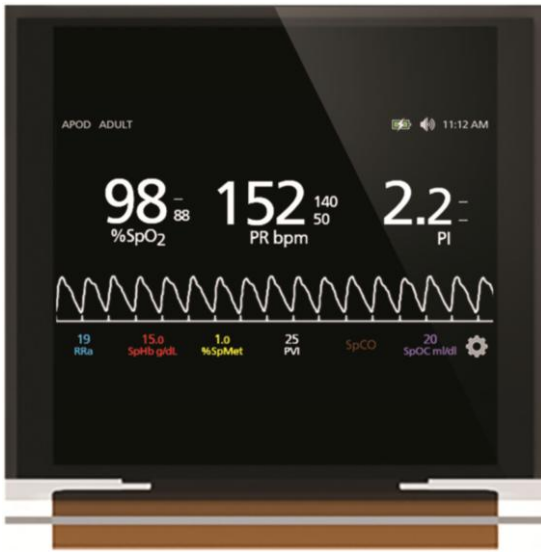 APOD ADULT 11:12 AM
98 – 88 152 140 50 2.2 – –
%SpO2 PR bpm PI
19 15.0 1.0 25 SpCO 20
RRa SpHb g/dL %SpMet PVI SpOC ml/dl